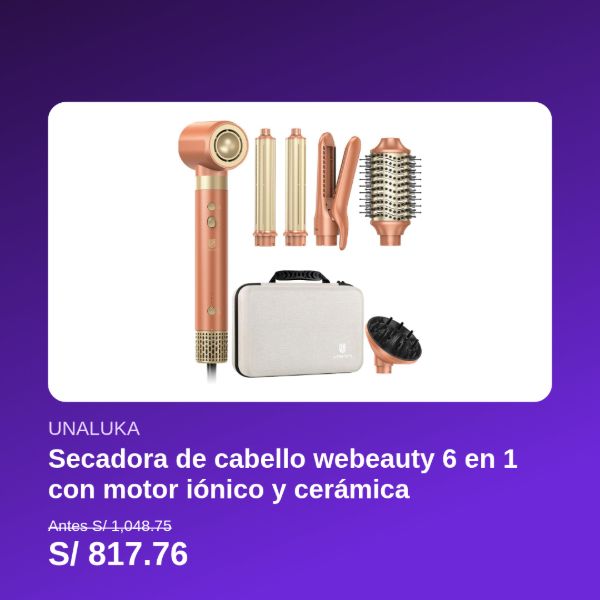 UNALUKA
Secadora de cabello webeauty 6 en 1
con motor iónico y cerámica
Antes S/ 1,048.75
S/ 817.76